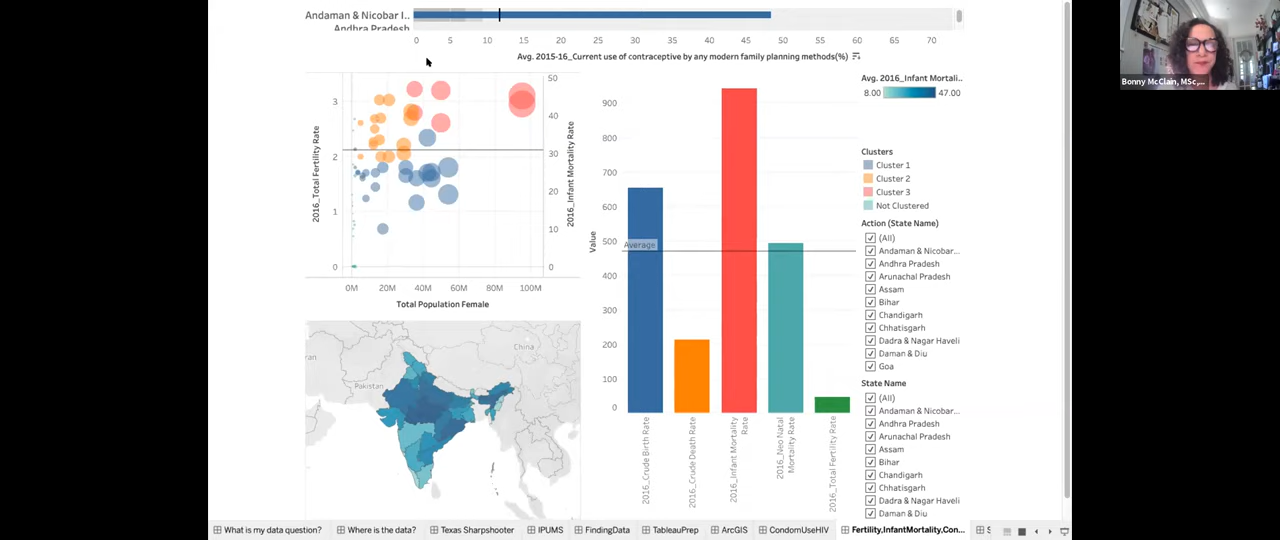 Andaman & Nicobar I..
Andhra Pradesh
0 5 10 15 20 25 30 35 40 45 50 55 60 65 70
Avg. 2015-16_Current use of contraceptive by any modern family planning methods(%)
2016_Total Fertility Rate
3
2
1
0
50
40
30
20
10
0
2016_Infant Mortality Rate
0M 20M 40M 60M 80M 100M
Total Population Female
China
ran
Pakistan
Value
900
800
700
600
500
400
300
200
100
0
Average
2016_Crude Birth Rate
2016_Crude Death Rate
2016_Infant Mortality
Rate
2016_Neo Natal
Mortality Rate
2016_Total Fertility Rate
Avg. 2016_Infant Mortali..
8.00 47.00
Clusters
Cluster 1
Cluster 2
Cluster 3
Not Clustered
Action (State Name)
(All)
Andaman & Nicobar...
Andhra Pradesh
Arunachal Pradesh
Assam
Bihar
Chandigarh
Chhatisgarh
Dadra & Nagar Haveli
Daman & Diu
Goa
State Name
(All)
Andaman & Nicobar...
Andhra Pradesh
Arunachal Pradesh
Assam
Bihar
Chandigarh
Chhatisgarh
Dadra & Nagar Haveli
Daman & Diu
What is my data question? Where is the data? Texas Sharpshooter IPUMS FindingData TableauPrep ArcGIS CondomUseHIV Fertility,InfantMortality,Con... S
Bonny McClain, MSc,...